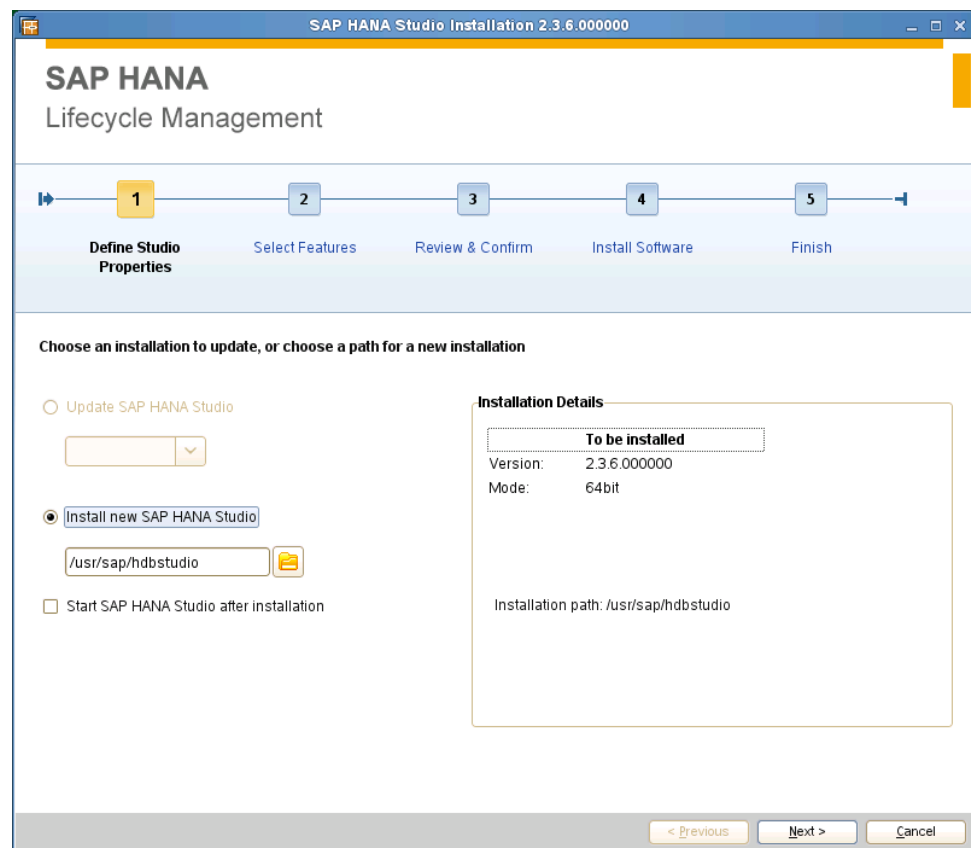 SAP HANA Studio Installation 2.3.6.000000
SAP HANA
Lifecycle Management
1
2
3
4
5
Define Studio
Properties
Select Features
Review & Confirm
Install Software
Finish
Choose an installation to update, or choose a path for a new installation
Update SAP HANA Studio
Install new SAP HANA Studio
/usr/sap/hdbstudio
Start SAP HANA Studio after installation
Installation Details
To be installed
Version: 2.3.6.000000
Mode: 64bit
Installation path: /usr/sap/hdbstudio
< Previous
Next >
Cancel